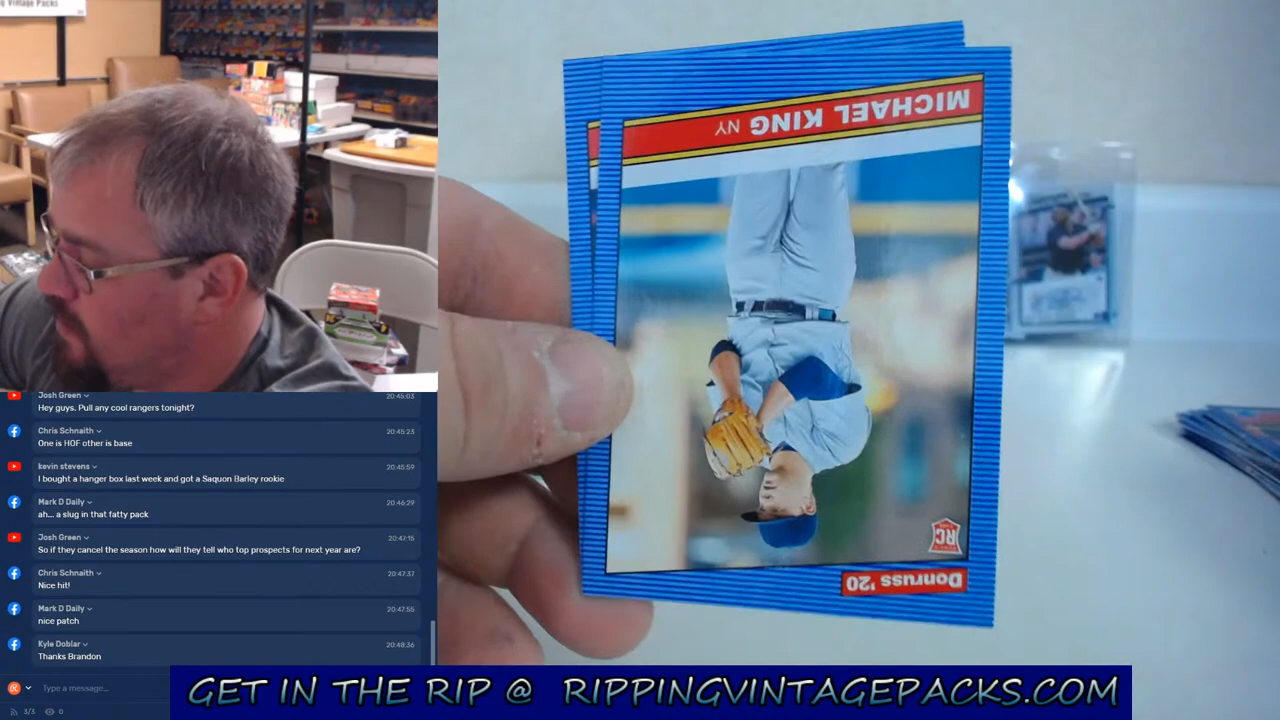 g Vintage Packs
Josh Green
20:45:03
Hey guys. Pull any cool rangers tonight?
Chris Schnaith
20:45:23
One is HOF other is base
kevin stevens
20:45:59
I bought a hanger box last week and got a Saquon Barley rookie
Mark D Daily
20:46:29
ah... a slug in that fatty pack
Josh Green
20:47:15
So if they cancel the season how will they tell who top prospects for next year are?
Chris Schnaith
20:47:37
Nice hit!
Mark D Daily
20:47:55
nice patch
Kyle Doblar
20:48:36
Thanks Brandon
Type a message...
3/3 0
MICHAEL KING NY
RC
Donruss '20
GET IN THE RIP @ RIPPINGVINTAGEPACKS.COM